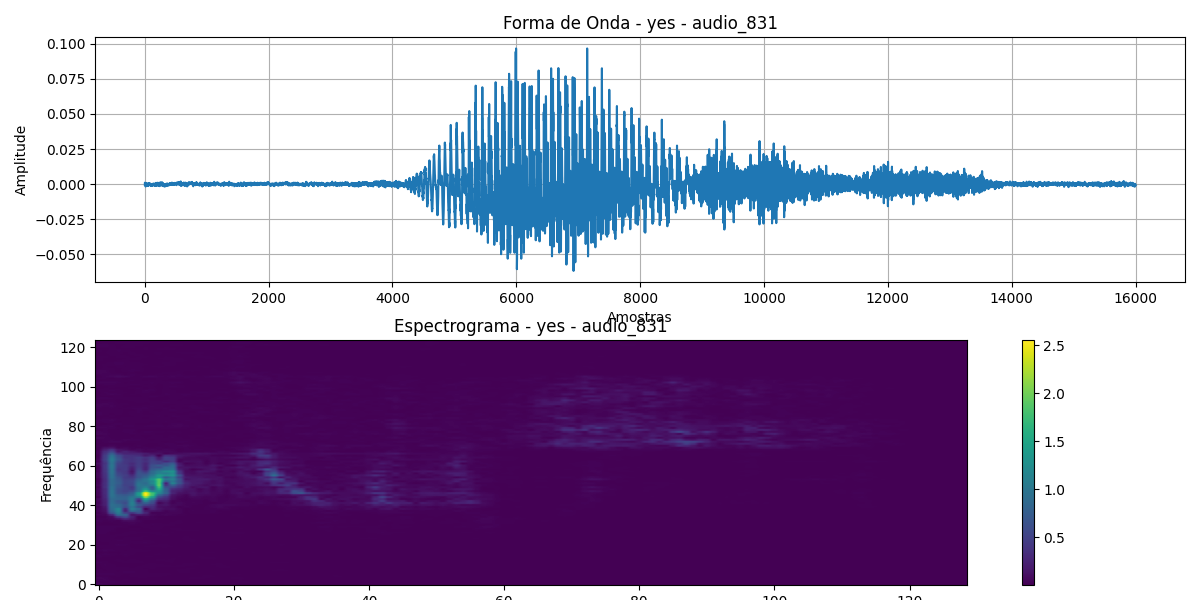 Forma de Onda - yes - audio_831
Amplitude
0.100
0.075
0.050
0.025
0.000
−0.025
−0.050
0 2000 4000 6000 8000 10000 12000 14000 16000
Amostras
Espectrograma - yes - audio_831
Frequência
120
100
80
60
40
20
0
0 20 40 60 80 100 120
2.5
2.0
1.5
1.0
0.5